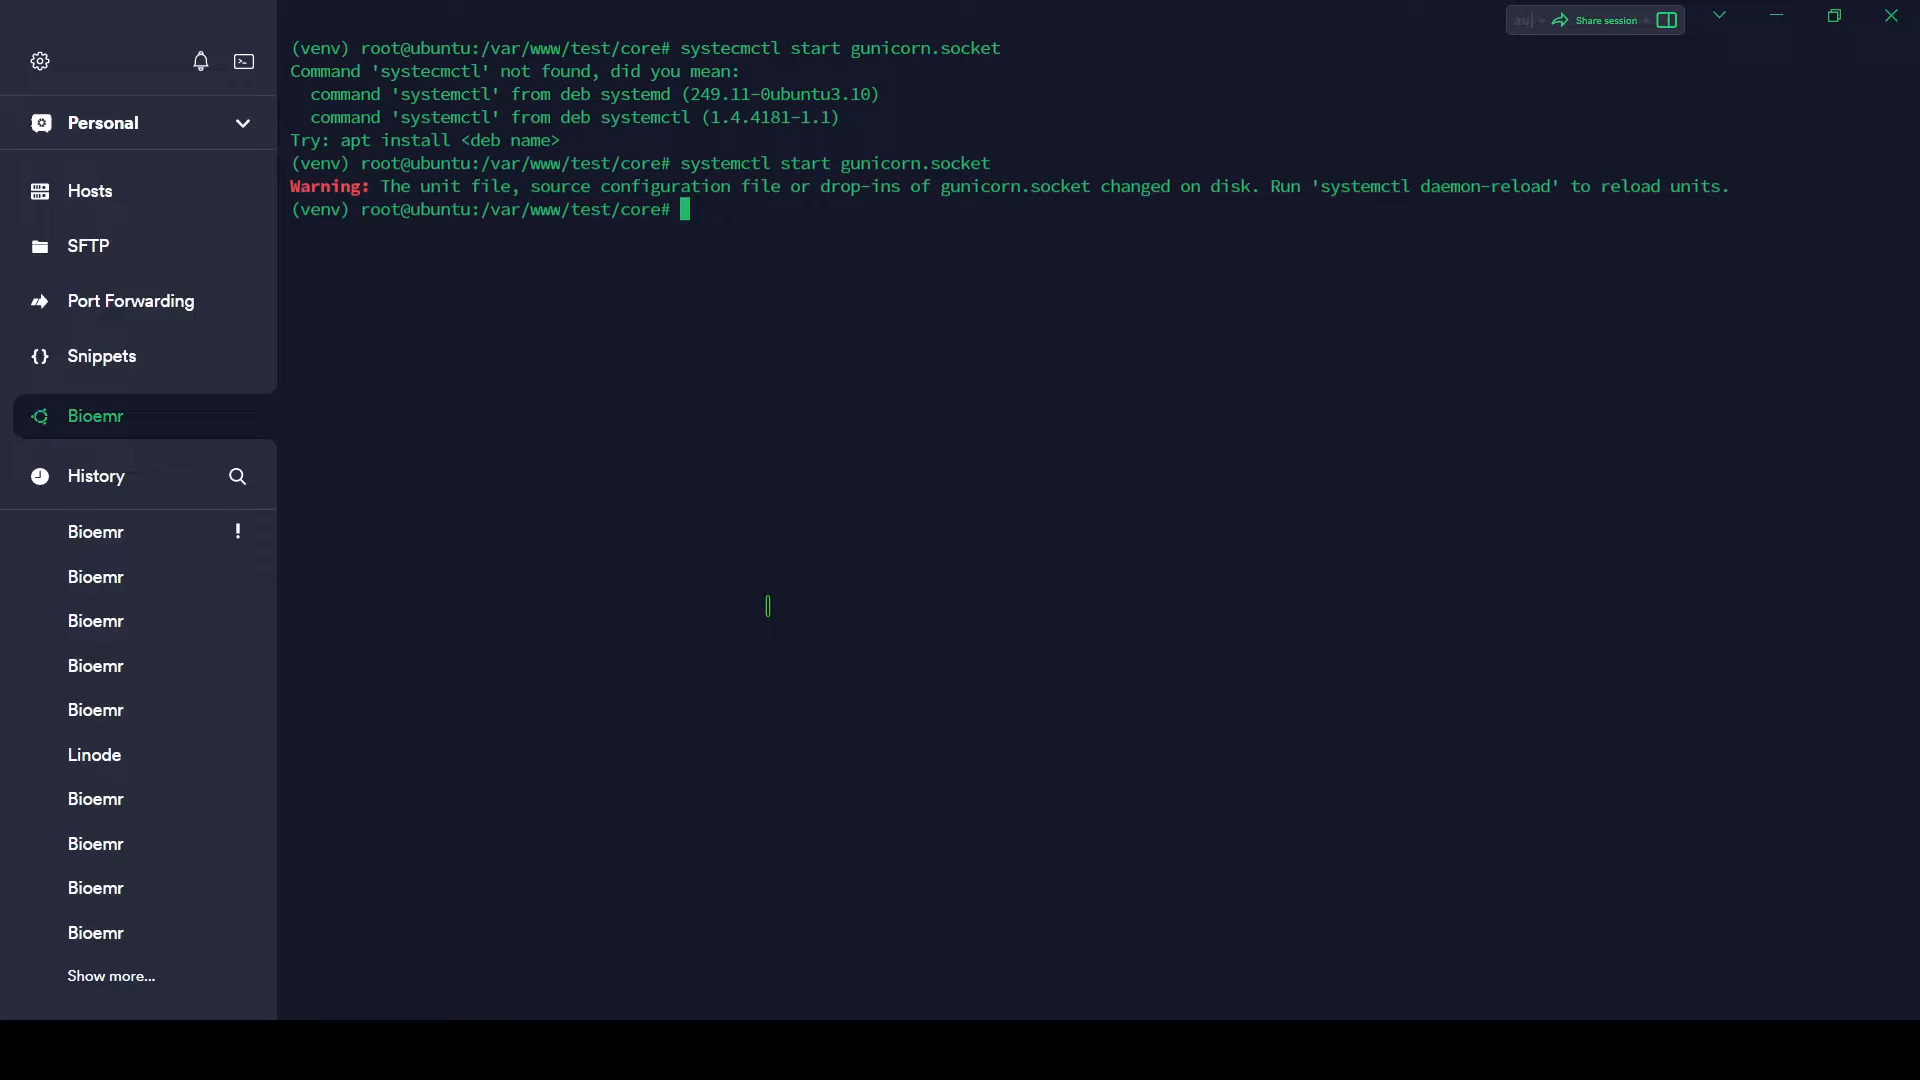 Personal
Hosts
SFTP
Port Forwarding
Snippets
Bioemr
History
Bioemr !
Bioemr
Bioemr
Bioemr
Bioemr
Linode
Bioemr
Bioemr
Bioemr
Bioemr
Show more...
Share session
(venv) root@ubuntu:/var/www/test/core# systecmctl start gunicorn.socket
Command 'systecmctl' not found, did you mean:
  command 'systemctl' from deb systemd (249.11-0ubuntu3.10)
  command 'systemctl' from deb systemctl (1.4.4181-1.1)
Try: apt install <deb name>
(venv) root@ubuntu:/var/www/test/core# systemctl start gunicorn.socket
Warning: The unit file, source configuration file or drop-ins of gunicorn.socket changed on disk. Run 'systemctl daemon-reload' to reload units.
(venv) root@ubuntu:/var/www/test/core#